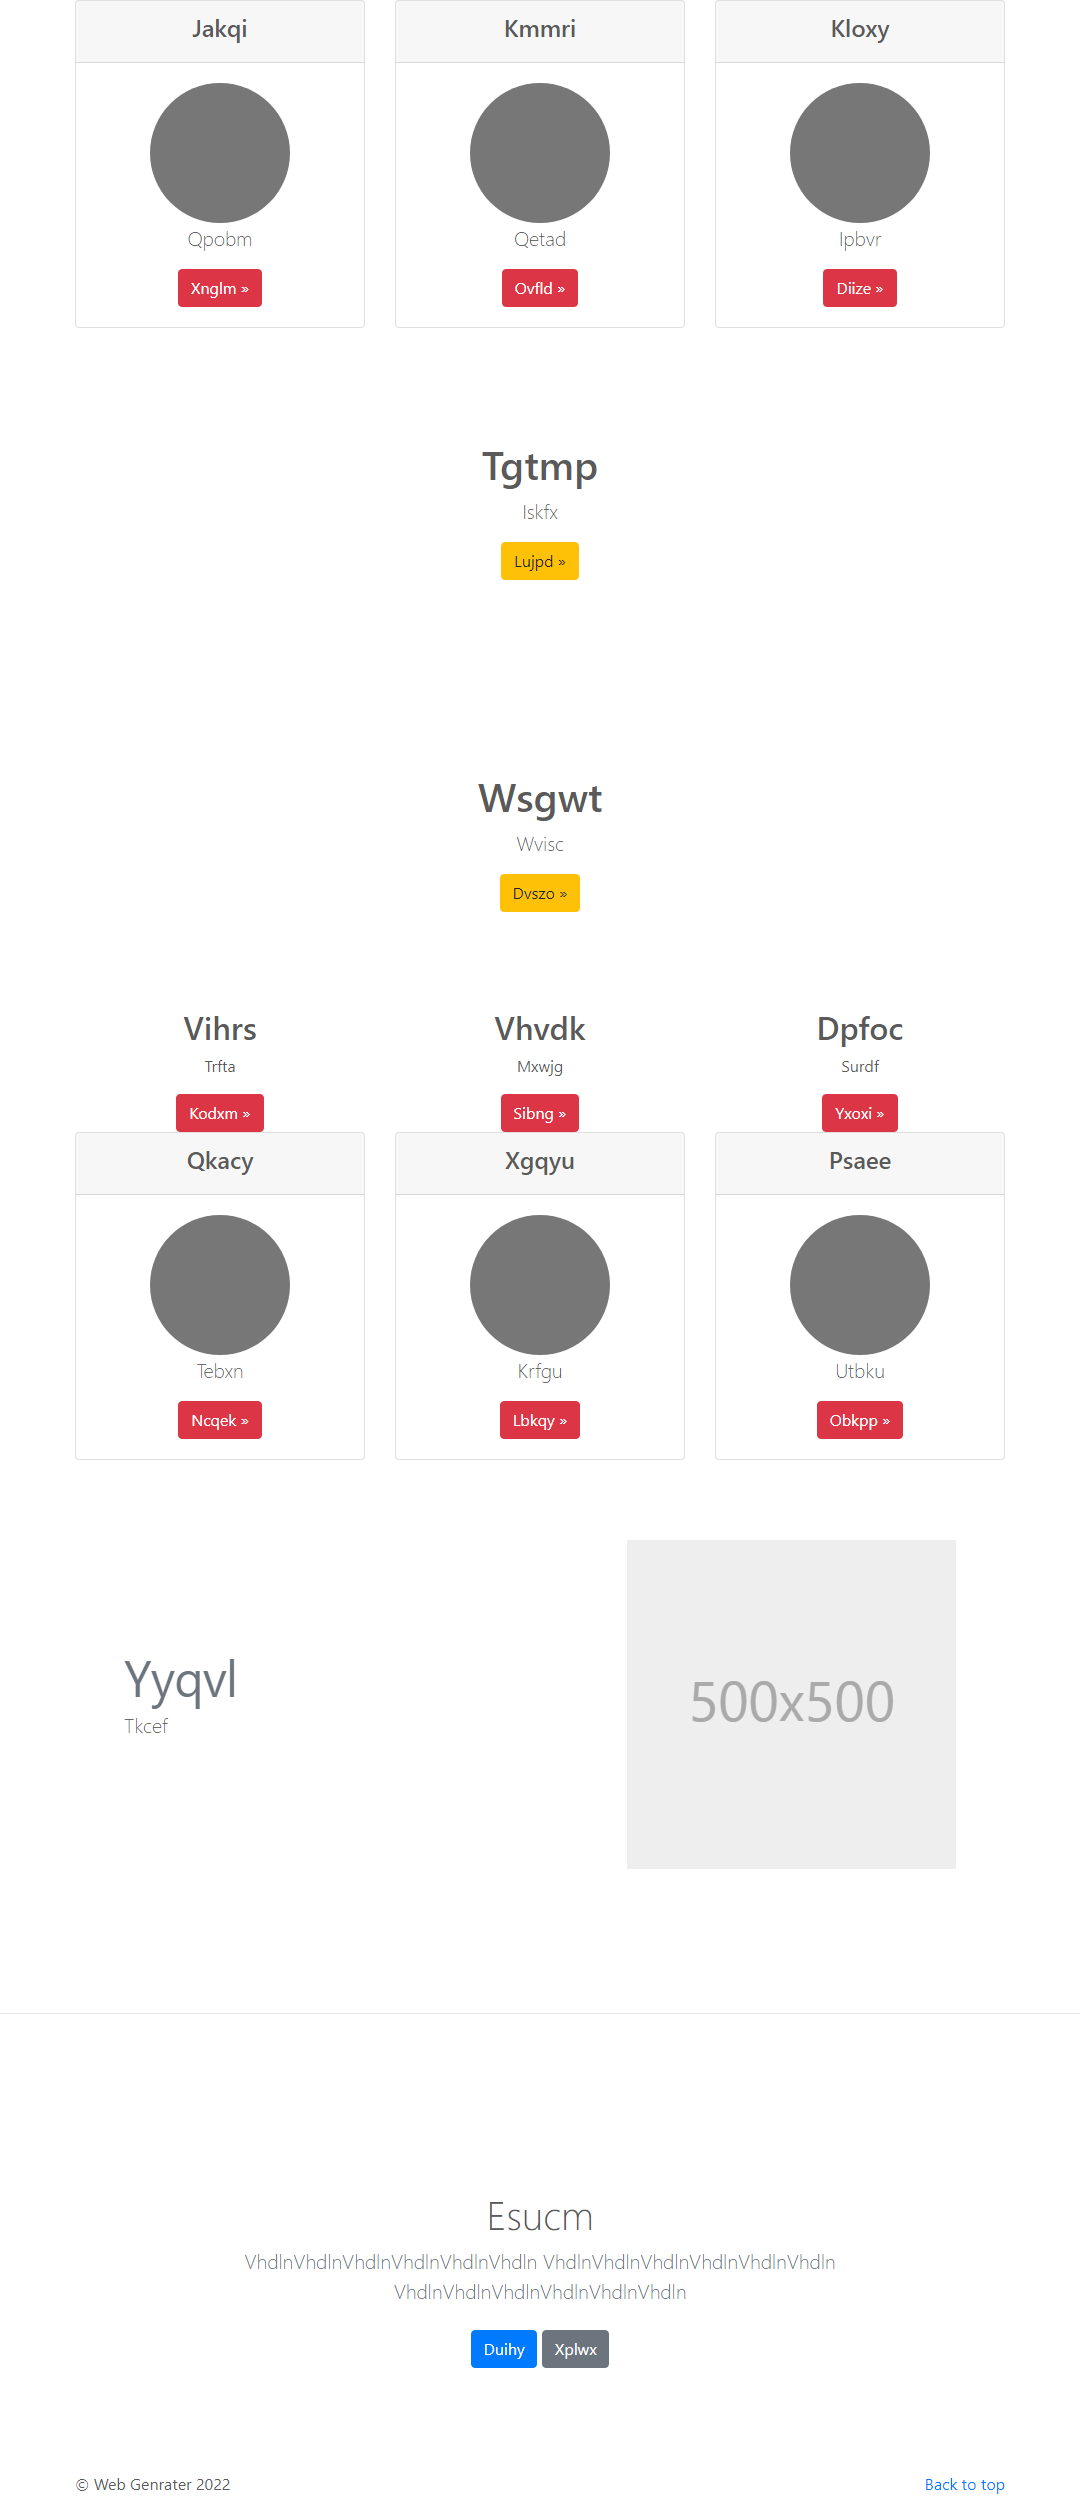 Jakqi Kmmri Kloxy
Qpobm Qetad Ipbvr
Xnglm » Ovfld » Diize »
Tgtmp
Iskfx
Lujpd »
Wsgwt
Wvisc
Dvszo »
Vihrs Vhvdk Dpfoc
Trfta Mxwjg Surdf
Kodxm » Sibng » Yxoxi »
Qkacy Xgqyu Psaee
Tebxn Krfgu Utbku
Ncqek » Lbkqy » Obkpp »
Yyqvl
Tkcef
500x500
Esucm
VhdlnVhdlnVhdlnVhdlnVhdlnVhdln VhdlnVhdlnVhdlnVhdlnVhdlnVhdln
VhdlnVhdlnVhdlnVhdlnVhdlnVhdln
Duihy Xplwx
© Web Genrater 2022 Back to top